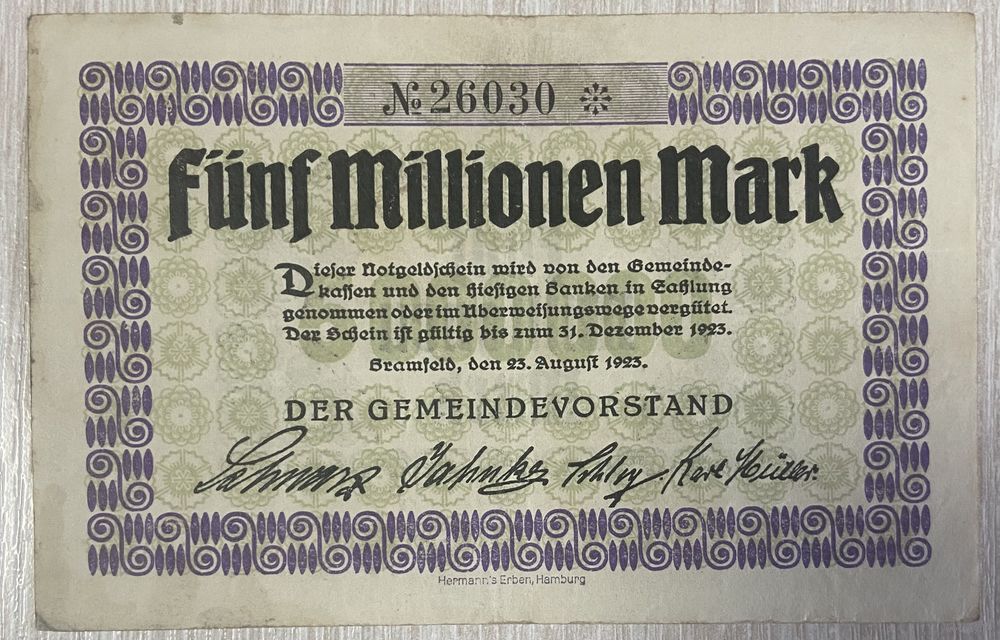 № 26030
Fünf Millionen Mark
Dieser Notgeldschein wird von den Gemeinde-
kassen und den hiesigen Banken in Zahlung
genommen oder im Überweisungswege vergütet.
Der Schein ist gültig bis zum 31. Dezember 1923.
Bramfeld, den 23. August 1923.
DER GEMEINDEVORSTAND
Karl Müller.
Hermann's Erben, Hamburg